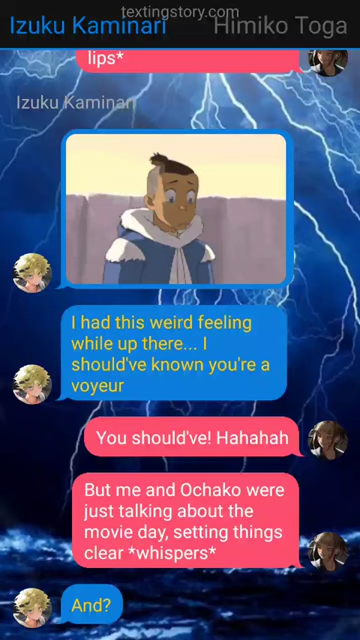 textingstory.com
Izuku Kaminari
Himiko Toga
lips*
Izuku Kaminari
I had this weird feeling
while up there... I
should've known you're a
voyeur
You should've! Hahahah
But me and Ochako were
just talking about the
movie day, setting things
clear *whispers*
And?